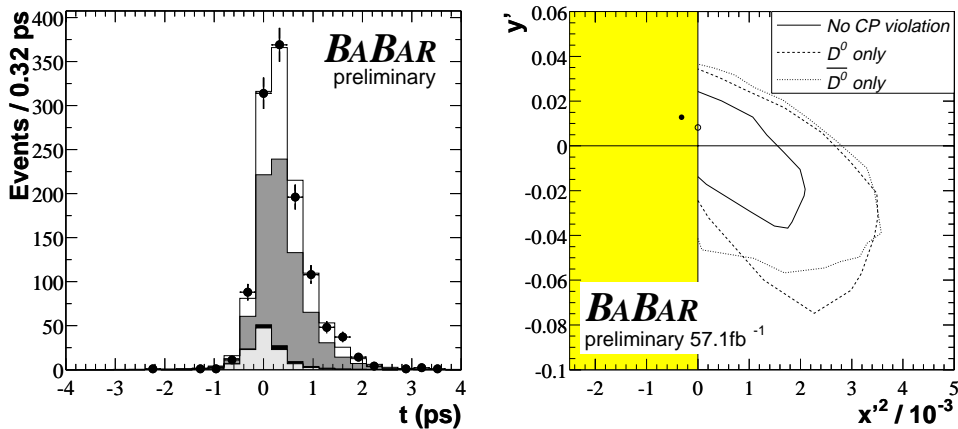 Events / 0.32 ps
400
350
300
250
200
150
100
50
0
-4 -3 -2 -1 0 1 2 3 4
t (ps)
BABAR
preliminary
y'
0.06
0.04
0.02
0
-0.02
-0.04
-0.06
-0.08
-0.1
-2 -1 0 1 2 3 4 5
x'² / 10⁻³
No CP violation
D⁰ only
D̅⁰ only
BABAR
preliminary 57.1fb⁻¹